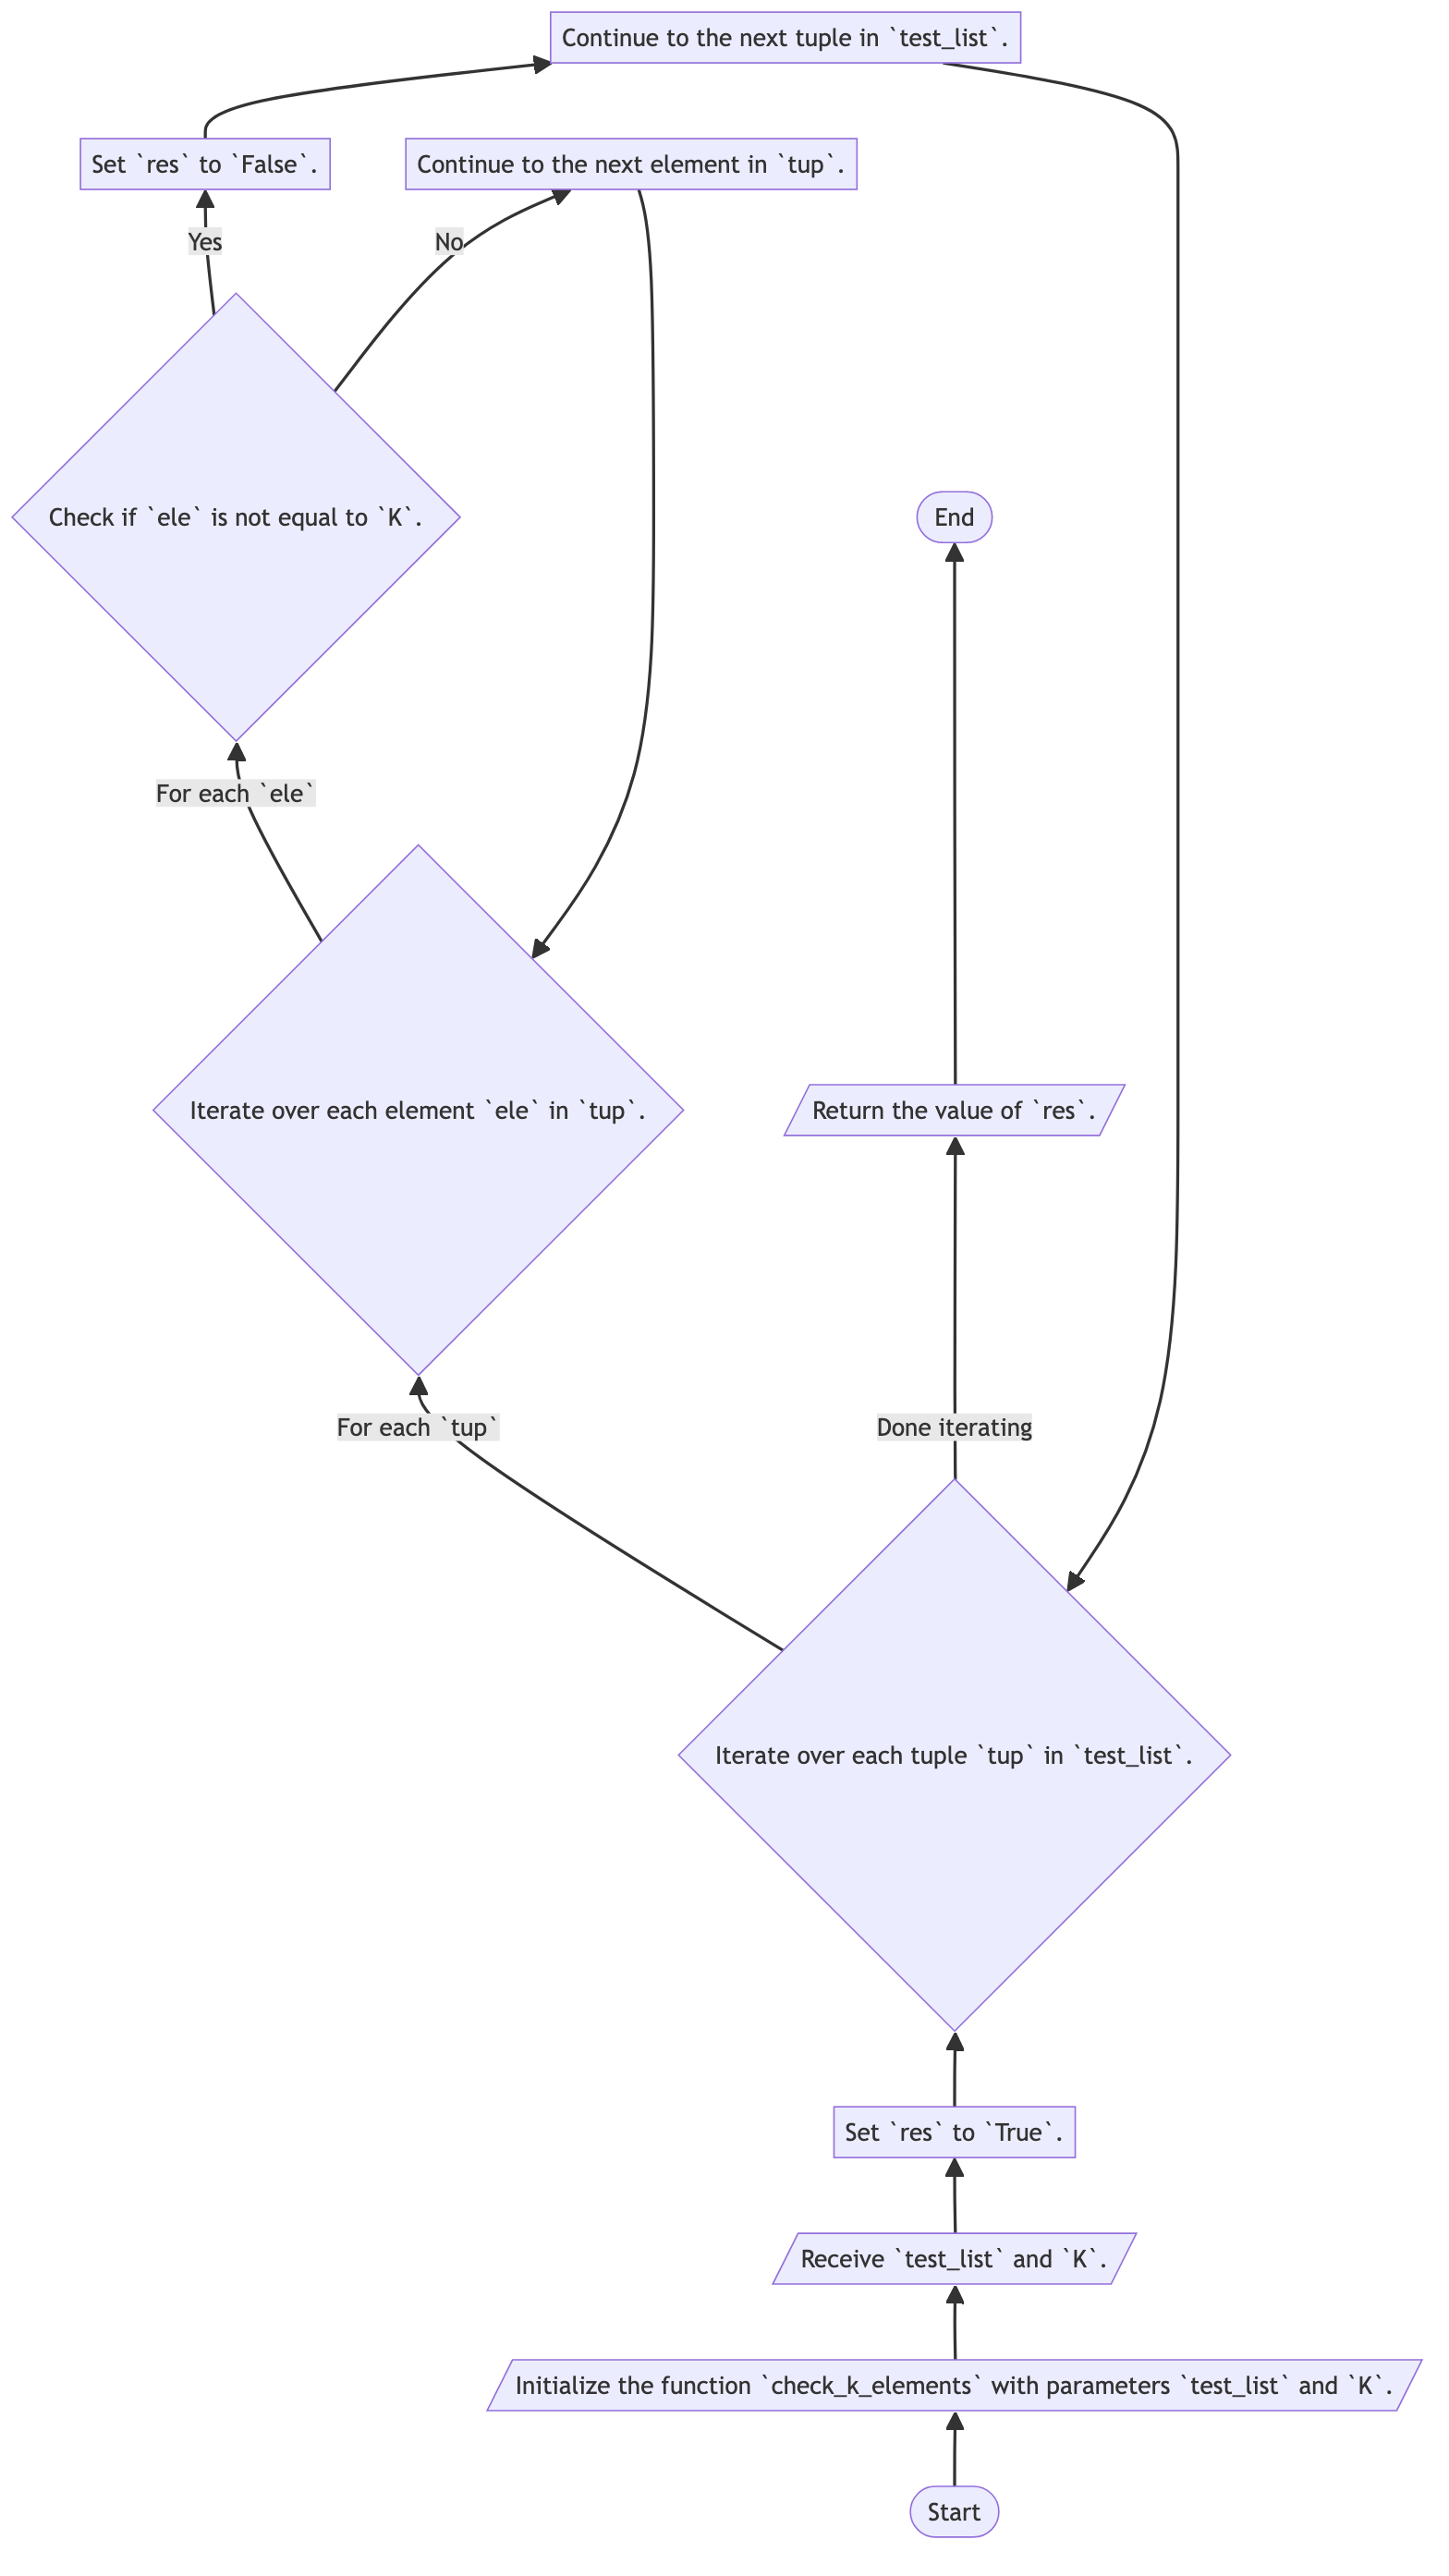 Continue to the next tuple in `test_list`.
Set `res` to `False`.
Continue to the next element in `tup`.
Yes
No
Check if `ele` is not equal to `K`.
End
For each `ele`
Iterate over each element `ele` in `tup`.
Return the value of `res`.
For each `tup`
Done iterating
Iterate over each tuple `tup` in `test_list`.
Set `res` to `True`.
Receive `test_list` and `K`.
Initialize the function `check_k_elements` with parameters `test_list` and `K`.
Start